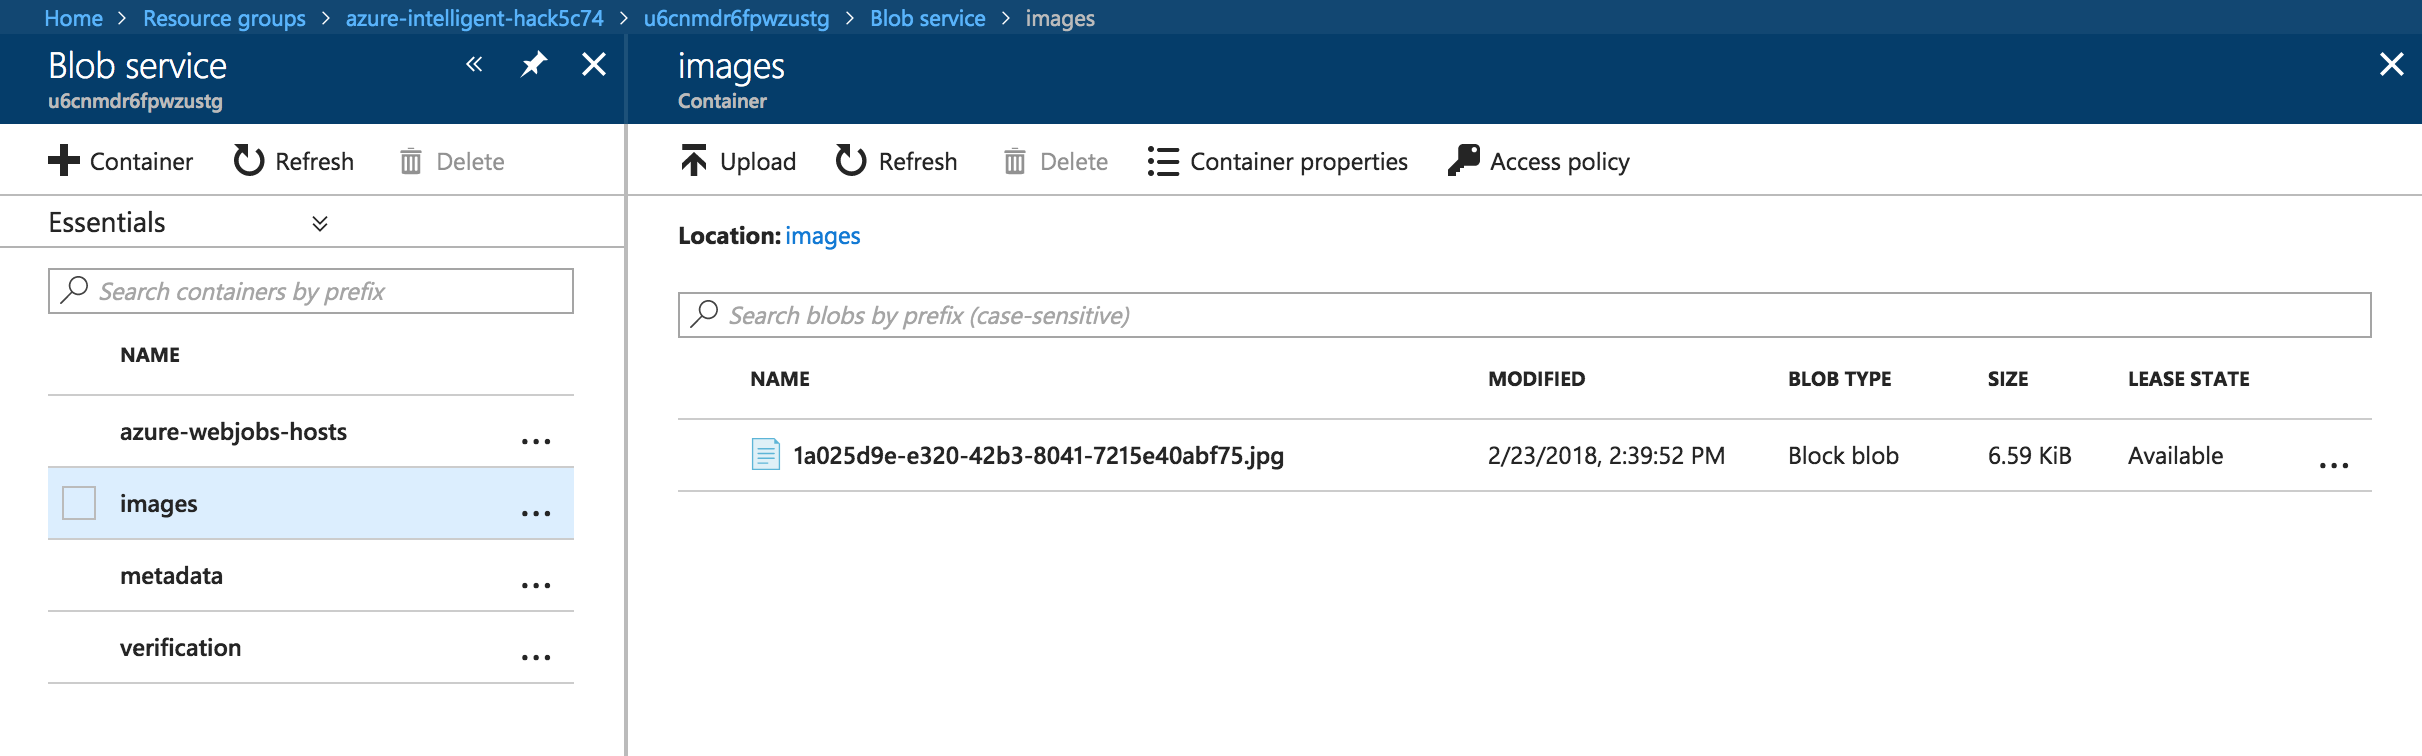 Home > Resource groups > azure-intelligent-hack5c74 > u6cnmdr6fpwzustg > Blob service > images
Blob service
u6cnmdr6fpwzustg
Container Refresh Delete
Essentials
Search containers by prefix
NAME
azure-webjobs-hosts ...
images ...
metadata ...
verification ...
images
Container
Upload Refresh Delete Container properties Access policy
Location: images
Search blobs by prefix (case-sensitive)
NAME MODIFIED BLOB TYPE SIZE LEASE STATE
1a025d9e-e320-42b3-8041-7215e40abf75.jpg 2/23/2018, 2:39:52 PM Block blob 6.59 KiB Available ...